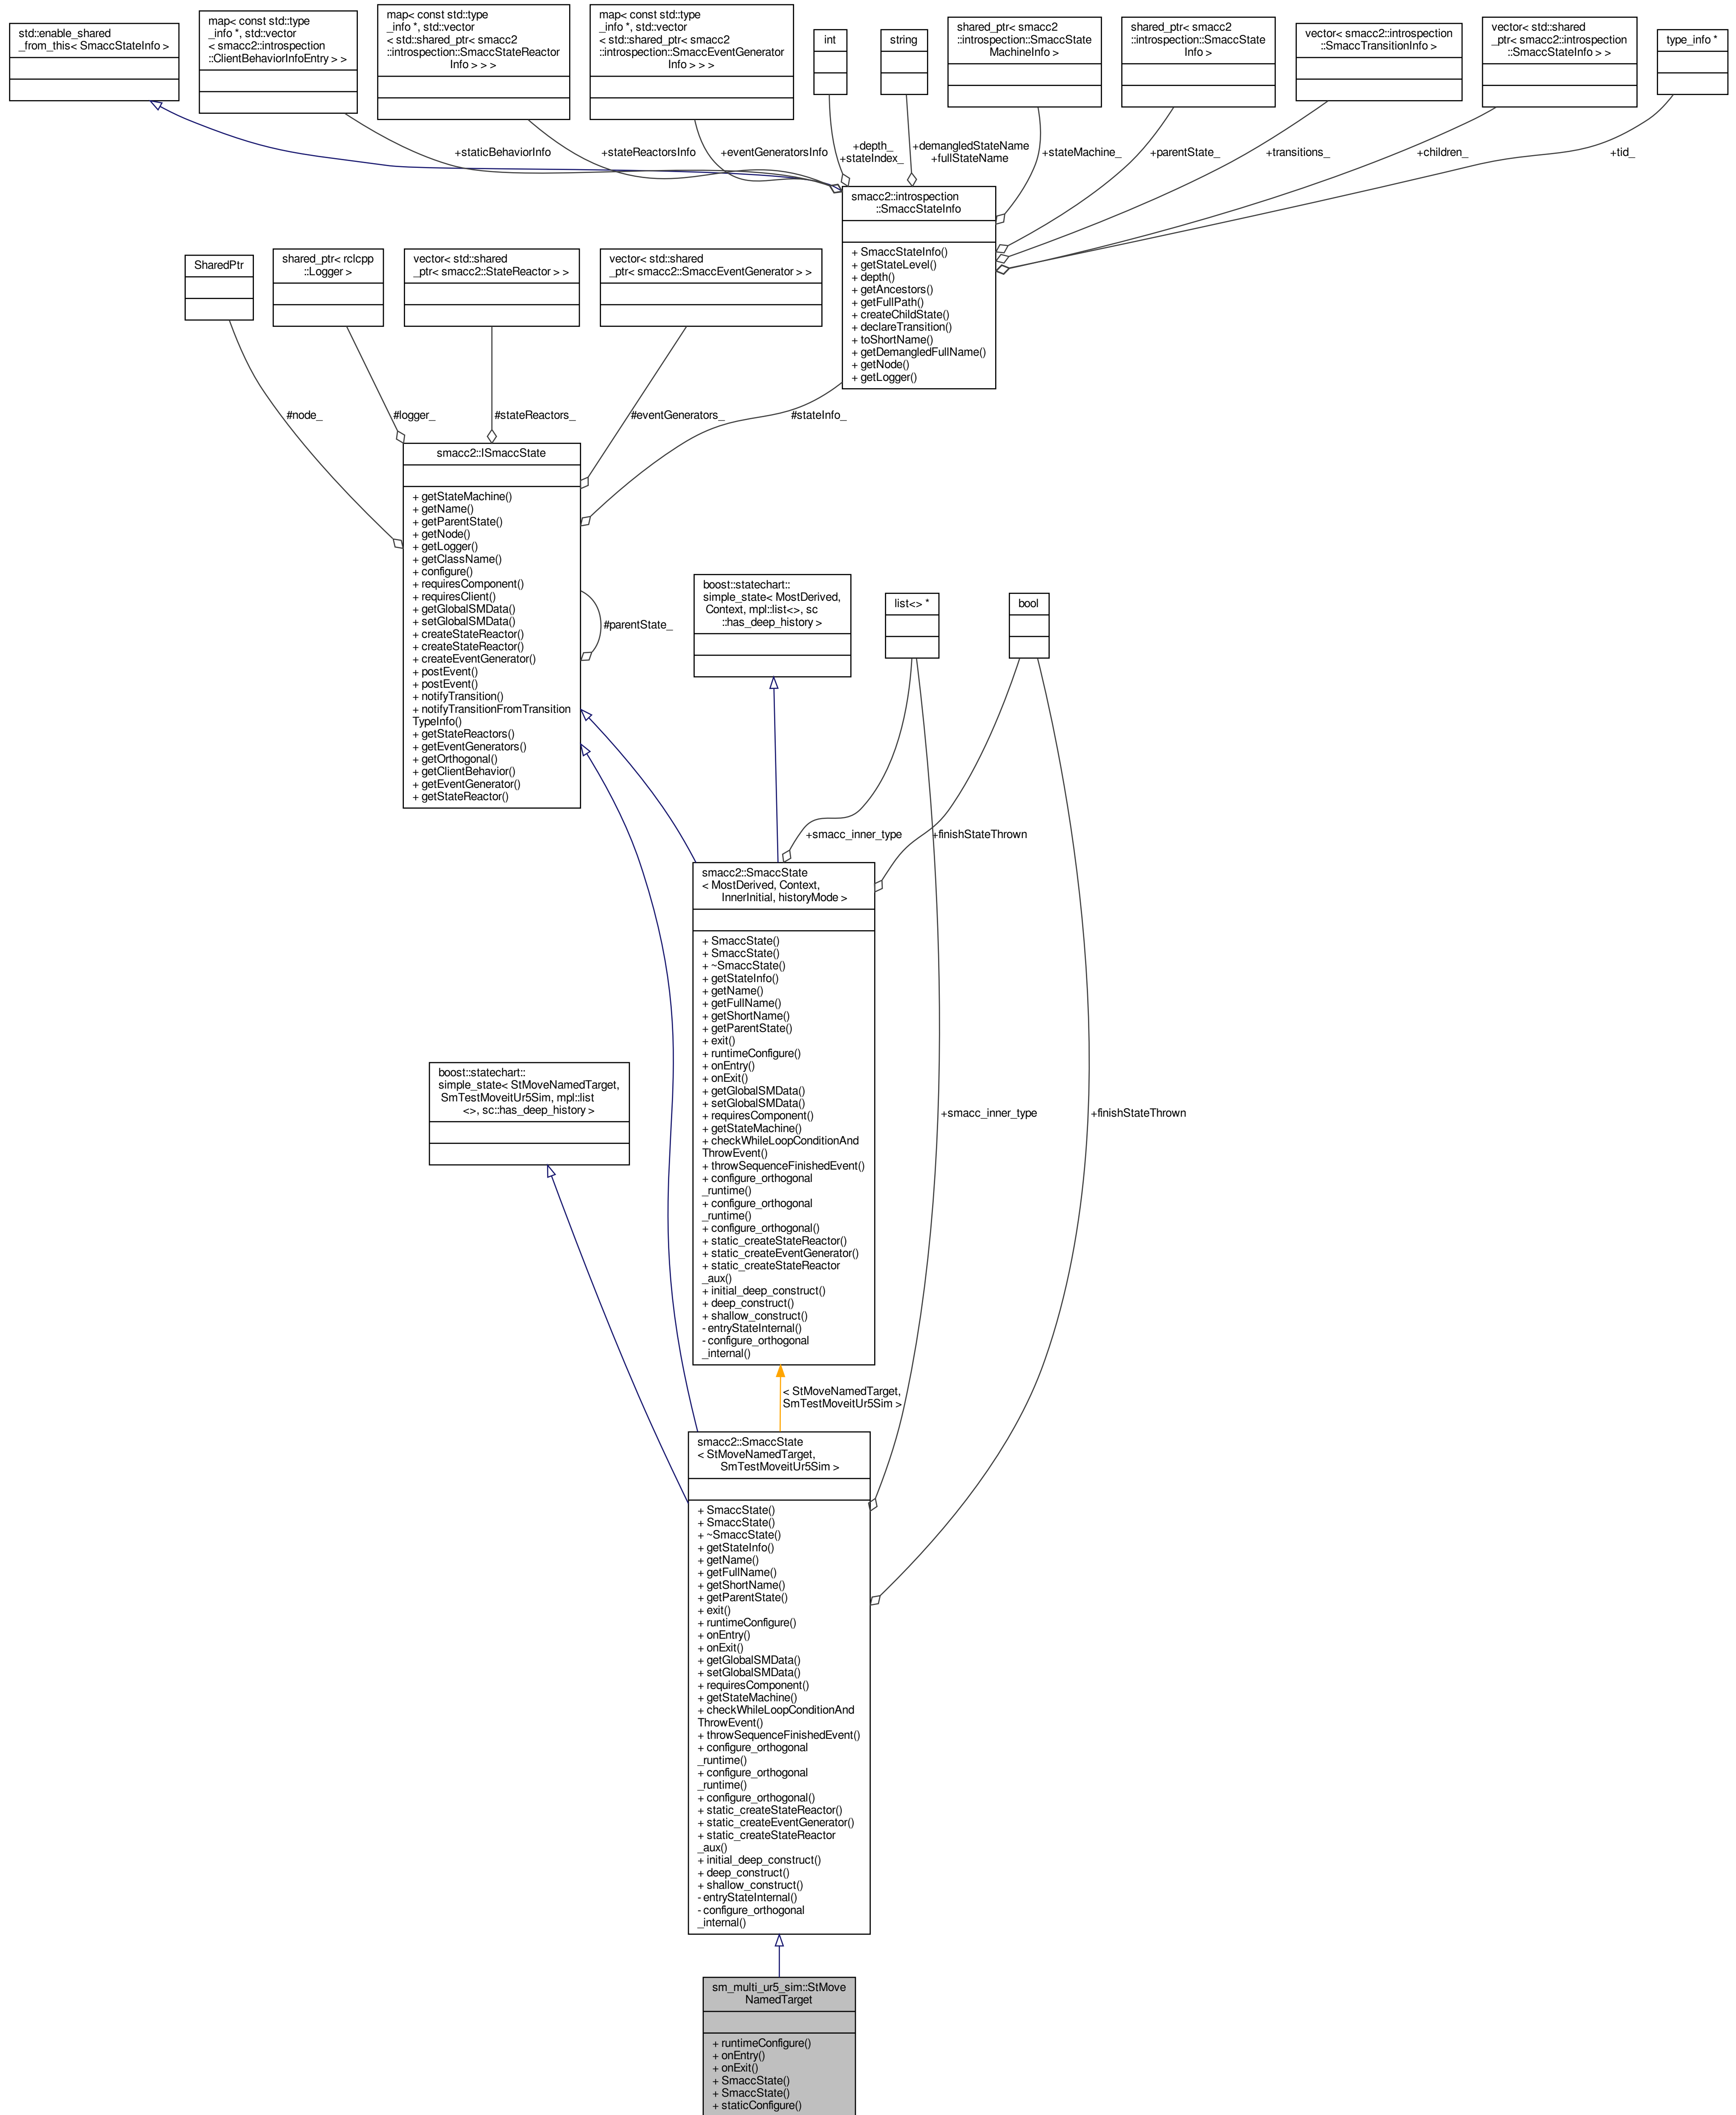 std::enable_shared
_from_this< SmaccStateInfo >
map< const std::type
_info *, std::vector
< smacc2::introspection
::ClientBehaviorInfoEntry > >
map< const std::type
_info *, std::vector
< std::shared_ptr< smacc2
::introspection::SmaccStateReactor
Info > > >
map< const std::type
_info *, std::vector
< std::shared_ptr< smacc2
::introspection::SmaccEventGenerator
Info > > >
int
string
shared_ptr< smacc2
::introspection::SmaccState
MachineInfo >
shared_ptr< smacc2
::introspection::SmaccState
Info >
vector< smacc2::introspection
::SmaccTransitionInfo >
vector< std::shared
_ptr< smacc2::introspection
::SmaccStateInfo > >
type_info *
+staticBehaviorInfo
+stateReactorsInfo
+eventGeneratorsInfo
+depth_
+stateIndex_
+demangledStateName
+fullStateName
+stateMachine_
+parentState_
+transitions_
+children_
+tid_
smacc2::introspection
::SmaccStateInfo
+ SmaccStateInfo()
+ getStateLevel()
+ depth()
+ getAncestors()
+ getFullPath()
+ createChildState()
+ declareTransition()
+ toShortName()
+ getDemangledFullName()
+ getNode()
+ getLogger()
SharedPtr
shared_ptr< rclcpp
::Logger >
vector< std::shared
_ptr< smacc2::StateReactor > >
vector< std::shared
_ptr< smacc2::SmaccEventGenerator > >
#node_
#logger_
#stateReactors_
#eventGenerators_
#stateInfo_
smacc2::ISmaccState
+ getStateMachine()
+ getName()
+ getParentState()
+ getNode()
+ getLogger()
+ getClassName()
+ configure()
+ requiresComponent()
+ requiresClient()
+ getGlobalSMData()
+ setGlobalSMData()
+ createStateReactor()
+ createStateReactor()
+ createEventGenerator()
+ postEvent()
+ postEvent()
+ notifyTransition()
+ notifyTransitionFromTransition
TypeInfo()
+ getStateReactors()
+ getEventGenerators()
+ getOrthogonal()
+ getClientBehavior()
+ getEventGenerator()
+ getStateReactor()
#parentState_
boost::statechart::
simple_state< MostDerived,
Context, mpl::list<>, sc
::has_deep_history >
list<> *
bool
+smacc_inner_type
+finishStateThrown
smacc2::SmaccState
< MostDerived, Context,
InnerInitial, historyMode >
+ SmaccState()
+ SmaccState()
+ ~SmaccState()
+ getStateInfo()
+ getName()
+ getFullName()
+ getShortName()
+ getParentState()
+ exit()
+ runtimeConfigure()
+ onEntry()
+ onExit()
+ getGlobalSMData()
+ setGlobalSMData()
+ requiresComponent()
+ getStateMachine()
+ checkWhileLoopConditionAnd
ThrowEvent()
+ throwSequenceFinishedEvent()
+ configure_orthogonal
_runtime()
+ configure_orthogonal
_runtime()
+ configure_orthogonal()
+ static_createStateReactor()
+ static_createEventGenerator()
+ static_createStateReactor
_aux()
+ initial_deep_construct()
+ deep_construct()
+ shallow_construct()
- entryStateInternal()
- configure_orthogonal
_internal()
boost::statechart::
simple_state< StMoveNamedTarget,
SmTestMoveitUr5Sim, mpl::list
<>, sc::has_deep_history >
+smacc_inner_type
+finishStateThrown
< StMoveNamedTarget,
SmTestMoveitUr5Sim >
smacc2::SmaccState
< StMoveNamedTarget,
SmTestMoveitUr5Sim >
+ SmaccState()
+ SmaccState()
+ ~SmaccState()
+ getStateInfo()
+ getName()
+ getFullName()
+ getShortName()
+ getParentState()
+ exit()
+ runtimeConfigure()
+ onEntry()
+ onExit()
+ getGlobalSMData()
+ setGlobalSMData()
+ requiresComponent()
+ getStateMachine()
+ checkWhileLoopConditionAnd
ThrowEvent()
+ throwSequenceFinishedEvent()
+ configure_orthogonal
_runtime()
+ configure_orthogonal
_runtime()
+ configure_orthogonal()
+ static_createStateReactor()
+ static_createEventGenerator()
+ static_createStateReactor
_aux()
+ initial_deep_construct()
+ deep_construct()
+ shallow_construct()
- entryStateInternal()
- configure_orthogonal
_internal()
sm_multi_ur5_sim::StMove
NamedTarget
+ runtimeConfigure()
+ onEntry()
+ onExit()
+ SmaccState()
+ SmaccState()
+ staticConfigure()